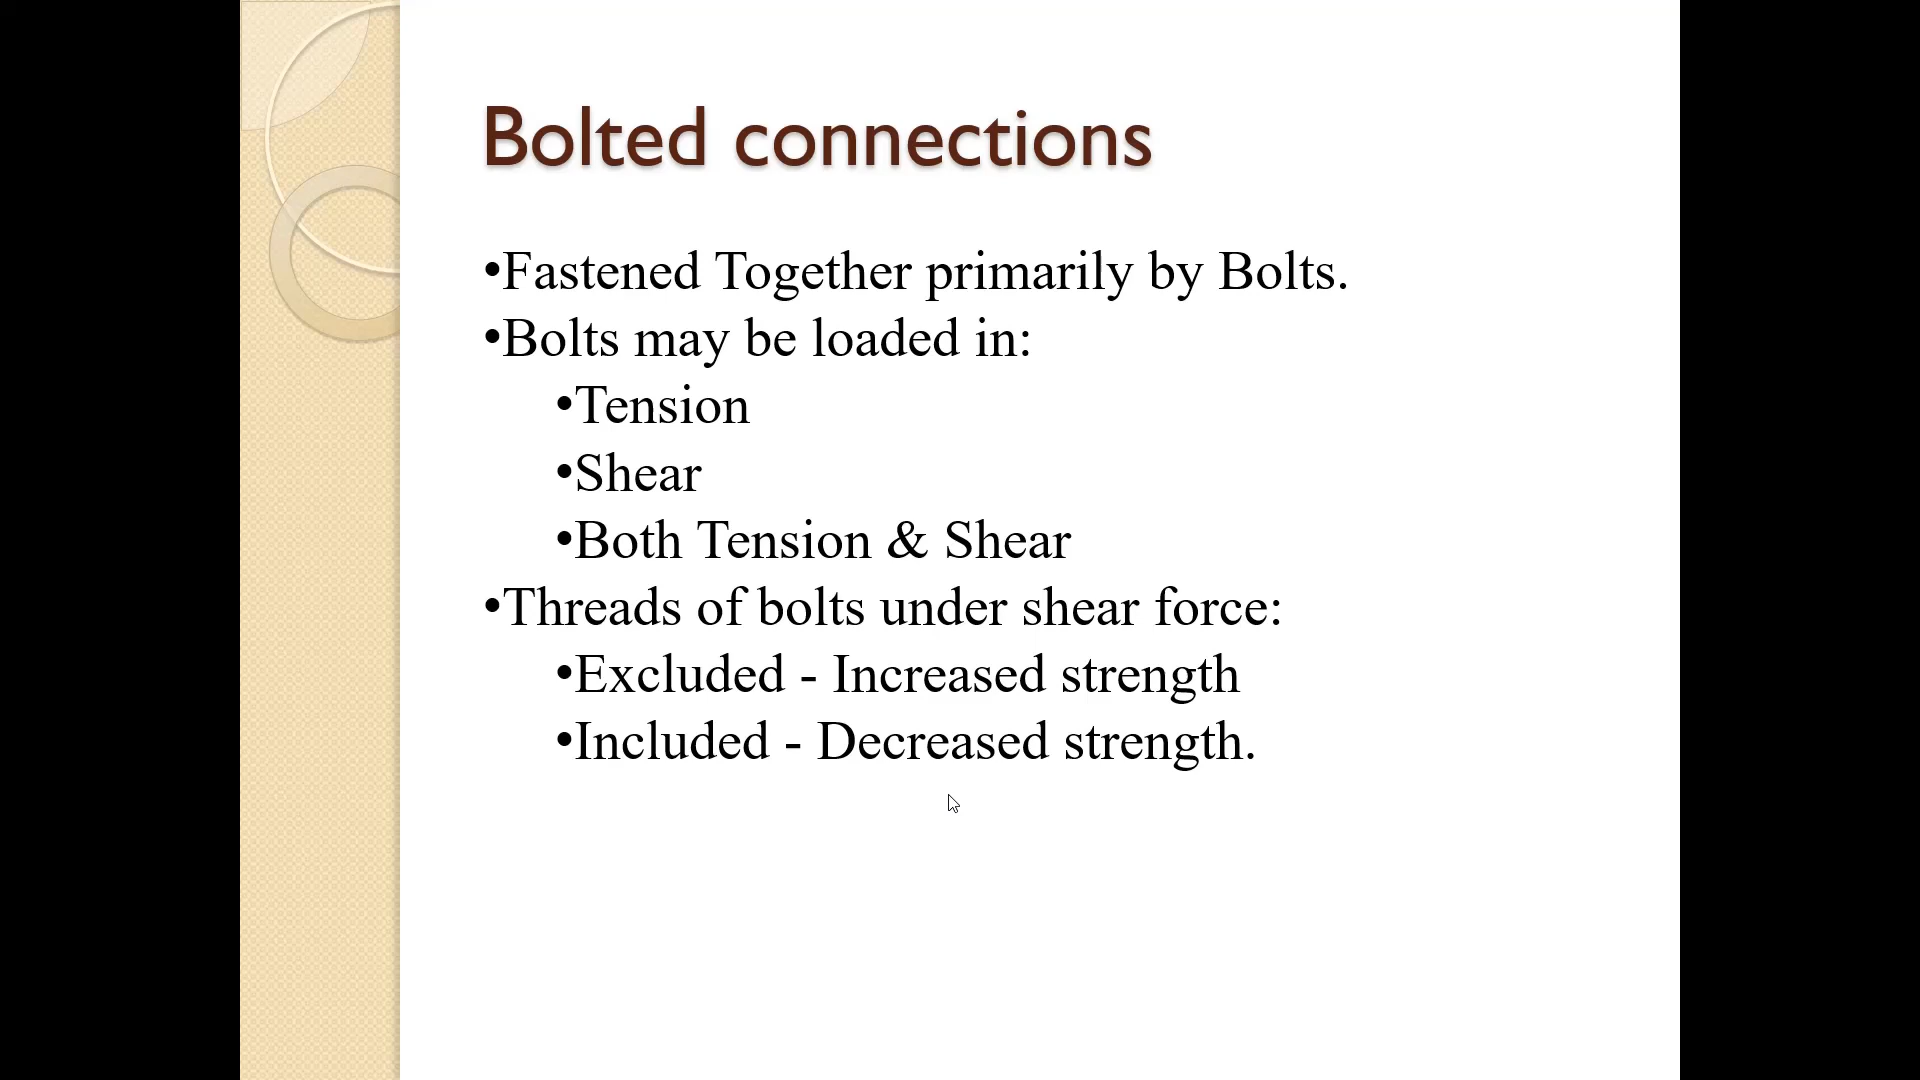 Bolted connections
•Fastened Together primarily by Bolts.
•Bolts may be loaded in:
•Tension
•Shear
•Both Tension & Shear
•Threads of bolts under shear force:
•Excluded - Increased strength
•Included - Decreased strength.